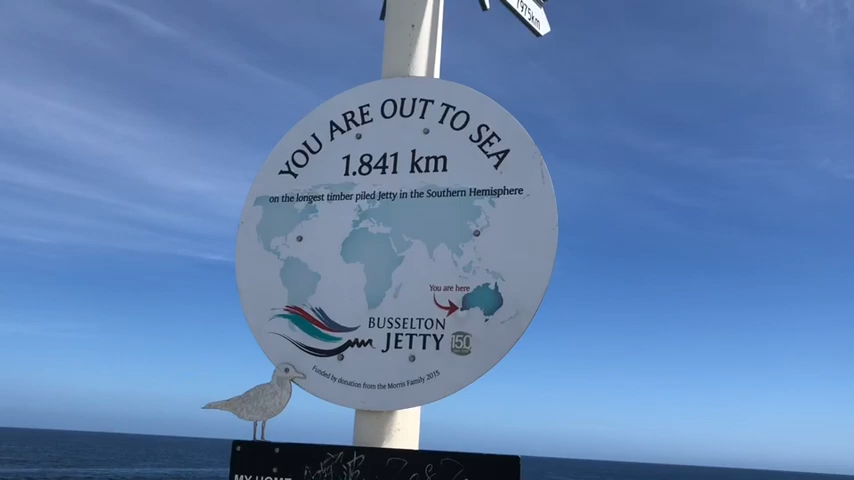 7975km
YOU ARE OUT TO SEA
1.841 km
on the longest timber piled Jetty in the Southern Hemisphere
You are here
BUSSELTON
JETTY
150
Funded by donation from the Morris Family 2015
MY HOME